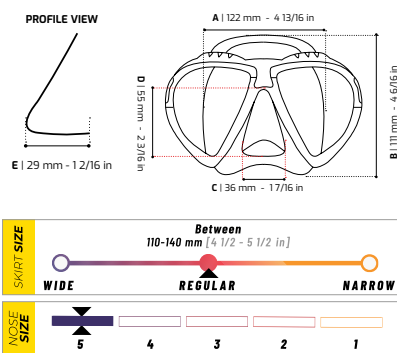 PROFILE VIEW
A | 122 mm - 4 13/16 in
D | 55 mm - 2 3/16 in
B | 111 mm - 4 6/16 in
E | 29 mm - 1 2/16 in
C | 36 mm - 1 7/16 in
SKIRT SIZE
Between
110-140 mm [4 1/2 - 5 1/2 in]
WIDE REGULAR NARROW
NOSE SIZE
5 4 3 2 1